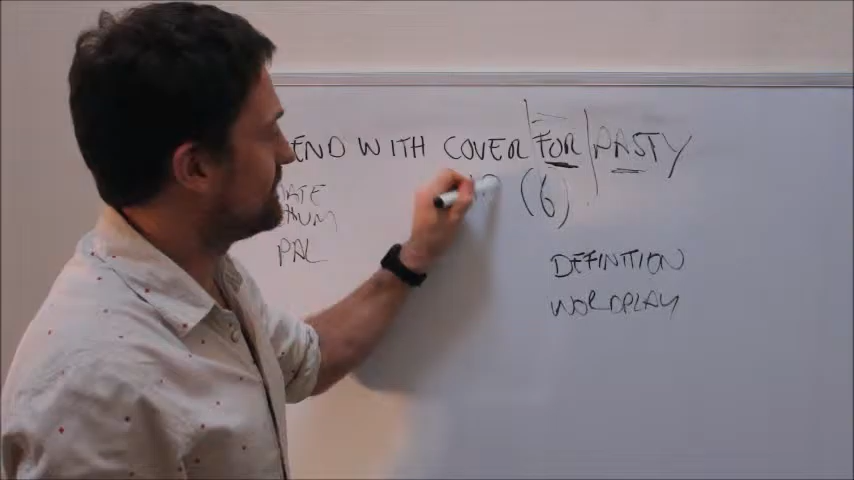 END WITH COVER FOR PASTY
(6)
PAL
DEFINITION
WORDPLAY